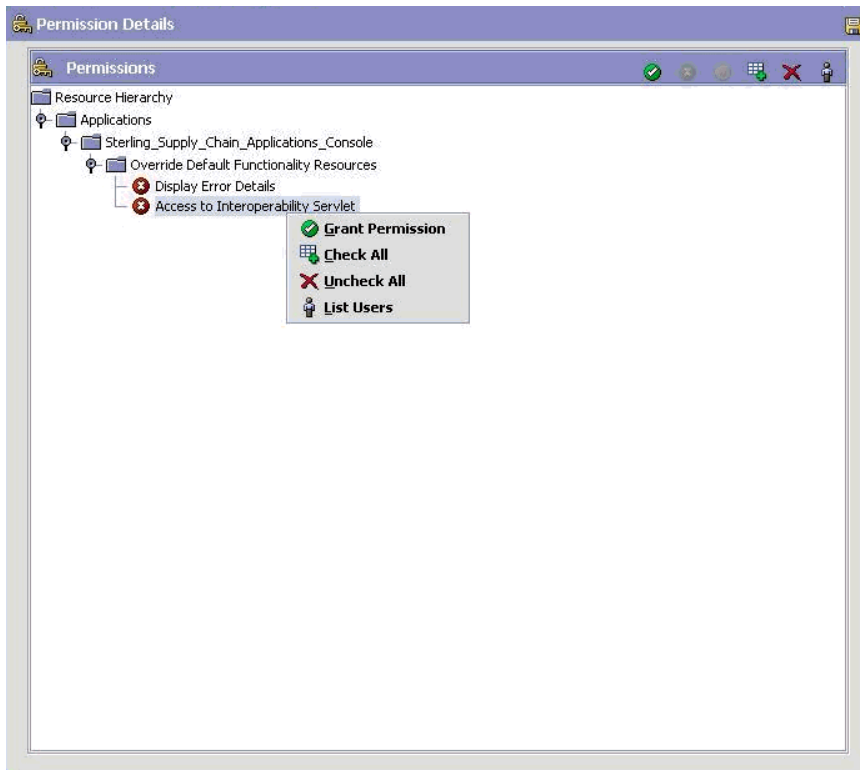 Permission Details
Permissions
Resource Hierarchy
Applications
Sterling_Supply_Chain_Applications_Console
Override Default Functionality Resources
Display Error Details
Access to Interoperability Servlet
Grant Permission
Check All
Uncheck All
List Users